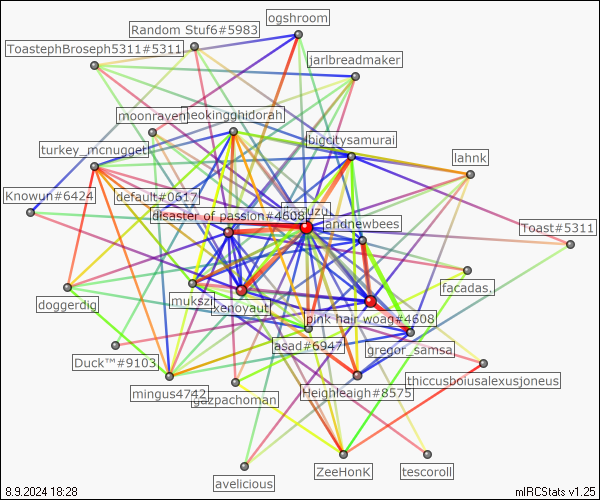 ogshroom
Random Stuf6#5983
ToastephBroseph5311#5311
jarlbreadmaker
moonraven
neokingghidorah
bigcitysamurai
turkey_mcnugget
lahnk
Knowun#6424
default#0617
disaster of passion#4608
andnewbees
Toast#5311
facadas.
doggerdig
mukszi
xenoyaut
pink hair woag#4608
asad#6947
gregor_samsa
Duck™#9103
thiccusboiusalexusjoneus
mingus4742
gazpachoman
Heighleaigh#8575
avelicious
ZeeHonK
tescoroll
8.9.2024 18:28
mIRCStats v1.25